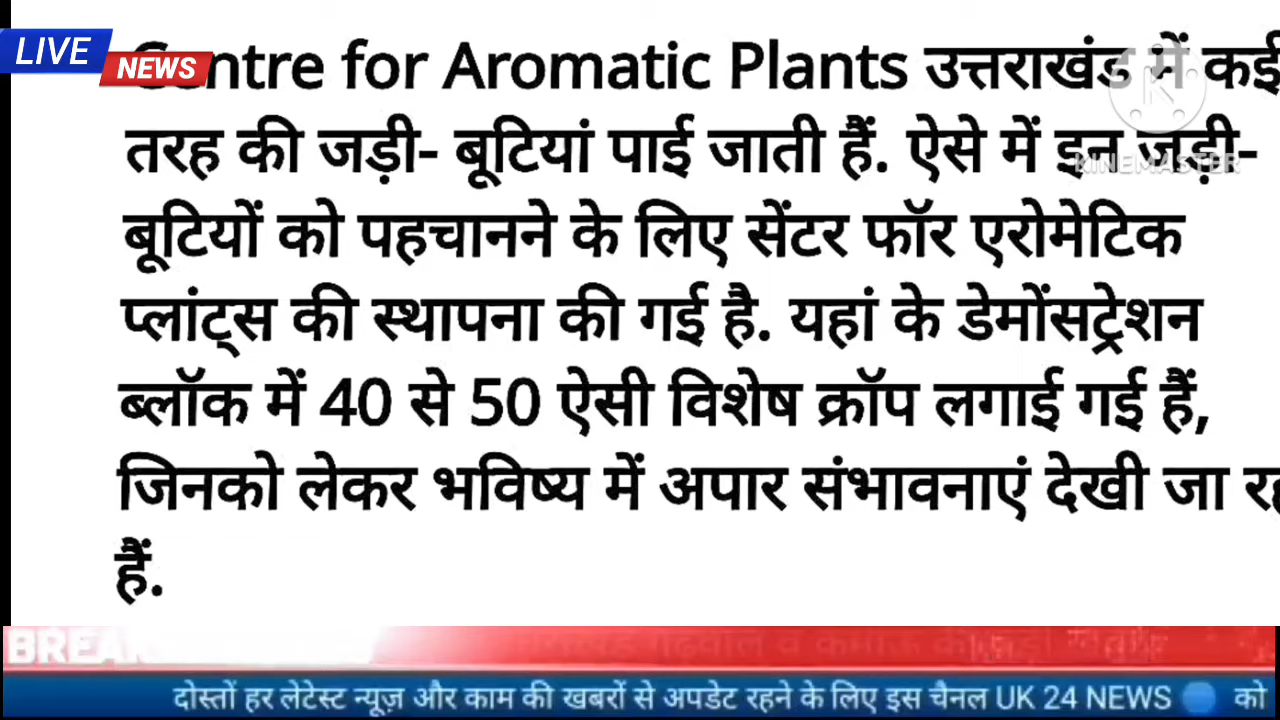 LIVE
NEWS
Centre for Aromatic Plants उत्तराखंड में कई
तरह की जड़ी- बूटियां पाई जाती हैं. ऐसे में इन जड़ी-
बूटियों को पहचानने के लिए सेंटर फॉर एरोमेटिक
प्लांट्स की स्थापना की गई है. यहां के डेमोंसट्रेशन
ब्लॉक में 40 से 50 ऐसी विशेष क्रॉप लगाई गई हैं,
जिनको लेकर भविष्य में अपार संभावनाएं देखी जा
हैं.
KINEMASTER
दोस्तों हर लेटेस्ट न्यूज़ और काम की खबरों से अपडेट रहने के लिए इस चैनल UK 24 NEWS को